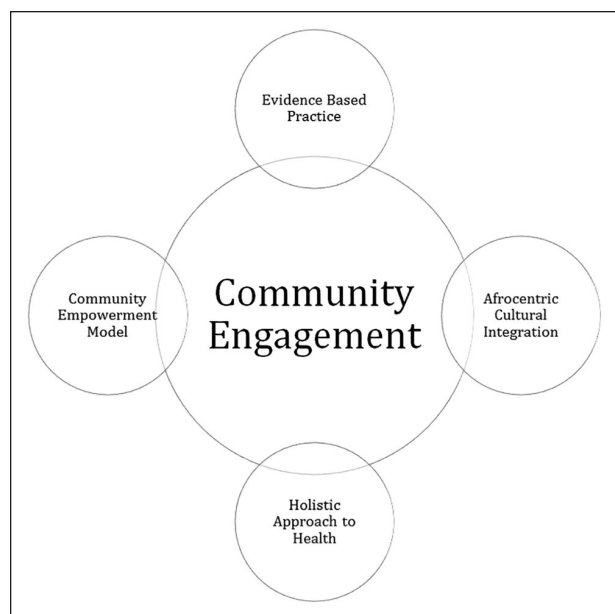 Evidence Based
Practice
Community
Empowerment
Model
Community
Engagement
Afrocentric
Cultural
Integration
Holistic
Approach to
Health